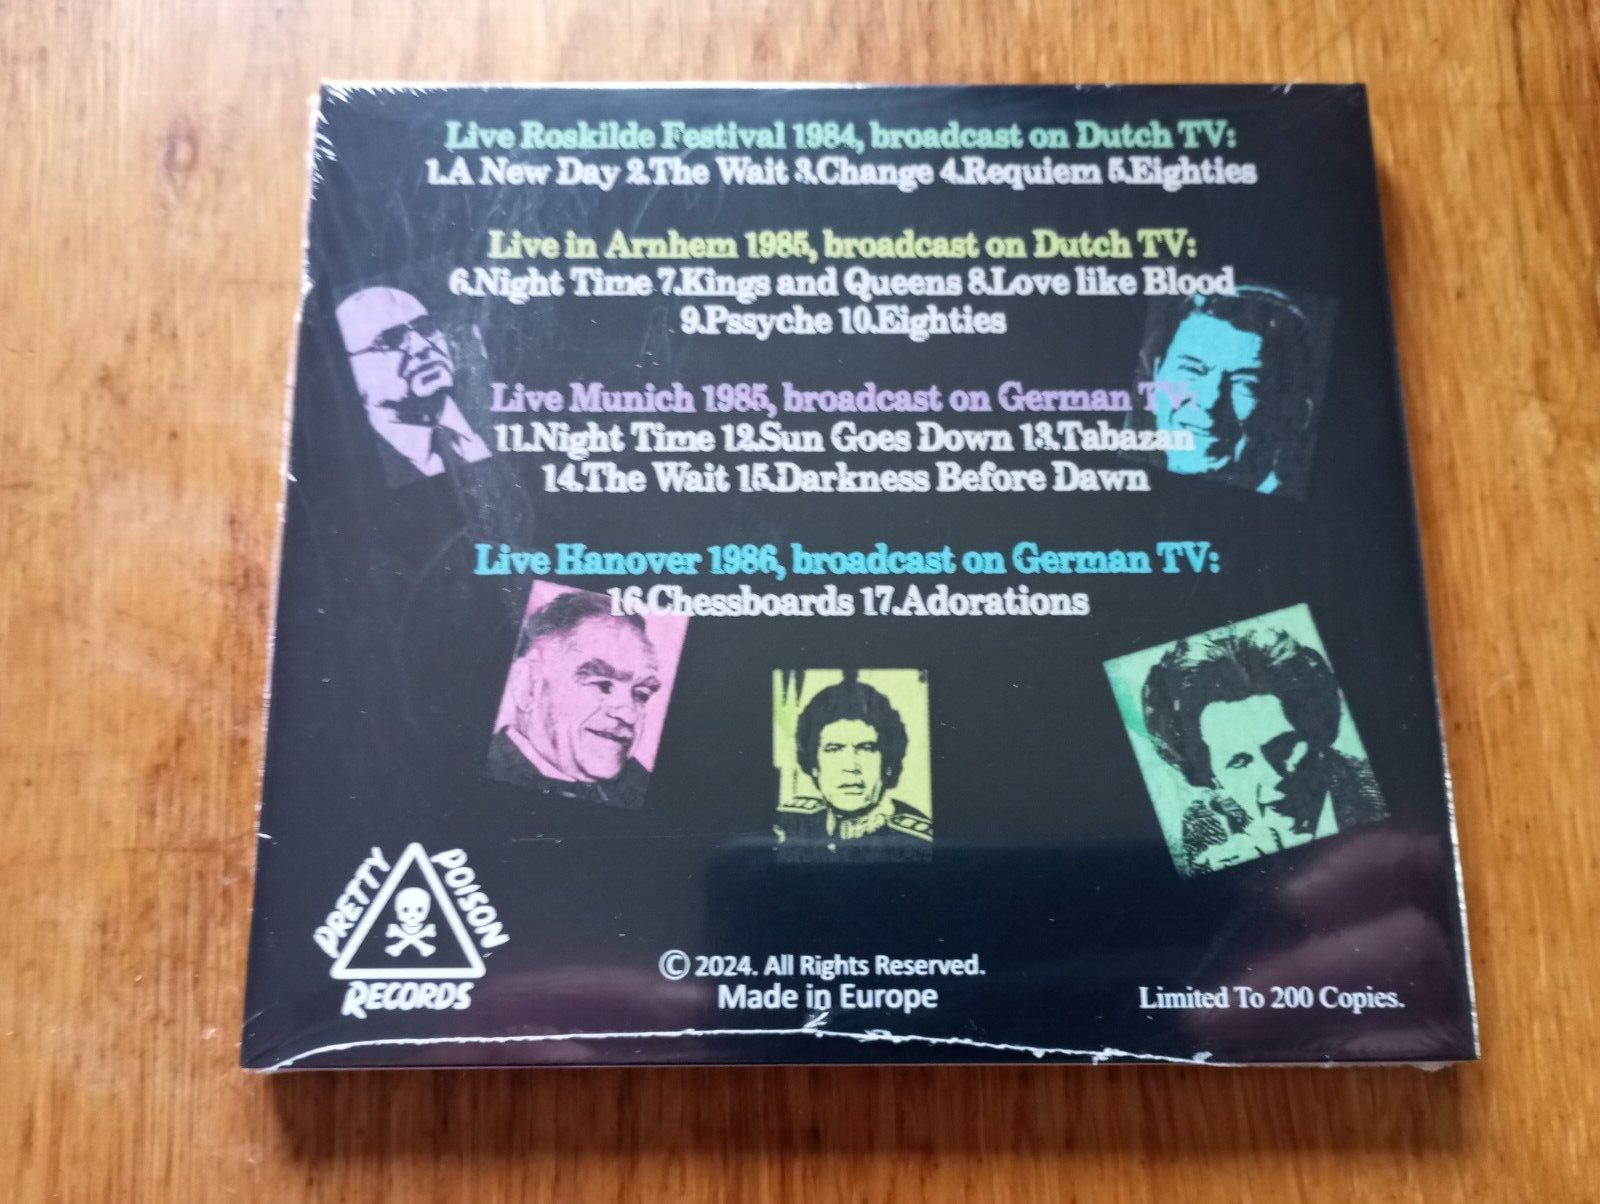 Live Roskilde Festival 1984, broadcast on Dutch TV:
1.A New Day 2.The Wait 3.Change 4.Requiem 5.Eighties
Live in Arnhem 1985, broadcast on Dutch TV:
6.Night Time 7.Kings and Queens 8.Love like Blood
9.Pssyche 10.Eighties
Live Munich 1985, broadcast on German TV:
11.Night Time 12.Sun Goes Down 13.Tabazan
14.The Wait 15.Darkness Before Dawn
Live Hanover 1986, broadcast on German TV:
16.Chessboards 17.Adorations
PRETTY POISON
RECORDS
© 2024. All Rights Reserved.
Made in Europe
Limited To 200 Copies.